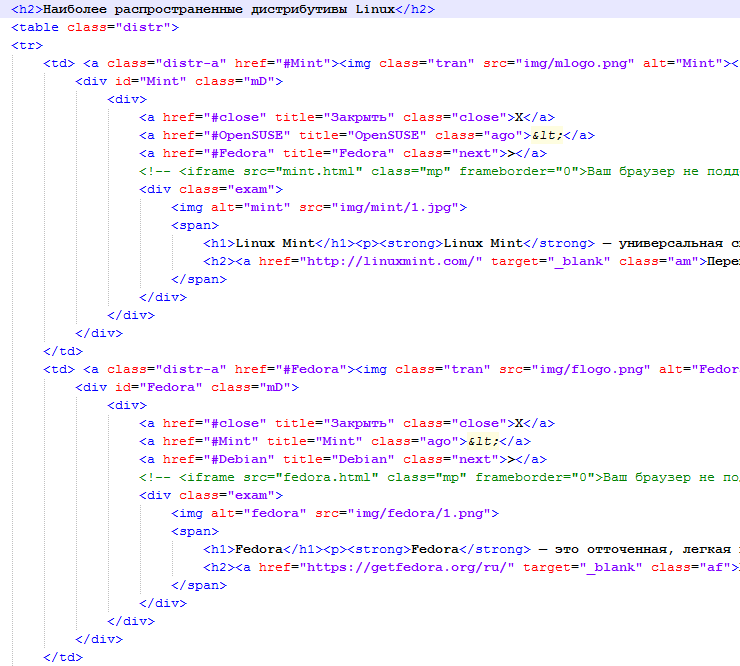 <h2>Наиболее распространенные дистрибутивы Linux</h2>
<table class="distr">
<tr>
<td> <a class="distr-a" href="#Mint"><img class="tran" src="img/mlogo.png" alt="Mint"><
<div id="Mint" class="mD">
<div>
<a href="#close" title="Закрыть" class="close">X</a>
<a href="#OpenSUSE" title="OpenSUSE" class="ago">&lt;</a>
<a href="#Fedora" title="Fedora" class="next">></a>
<!-- <iframe src="mint.html" class="mp" frameborder="0">Ваш браузер не
<div class="exam">
<img alt="mint" src="img/mint/1.jpg">
<span>
<h1>Linux Mint</h1><p><strong>Linux Mint</strong> — универсальная
<h2><a href="http://linuxmint.com/" target="_blank" class="am">
</span>
</div>
</div>
</div>
</td>
<td> <a class="distr-a" href="#Fedora"><img class="tran" src="img/flogo.png" alt="Fedor
<div id="Fedora" class="mD">
<div>
<a href="#close" title="Закрыть" class="close">X</a>
<a href="#Mint" title="Mint" class="ago">&lt;</a>
<a href="#Debian" title="Debian" class="next">></a>
<!-- <iframe src="fedora.html" class="mp" frameborder="0">Ваш браузер не
<div class="exam">
<img alt="fedora" src="img/fedora/1.png">
<span>
<h1>Fedora</h1><p><strong>Fedora</strong> — это отточенная, легкая
<h2><a href="https://getfedora.org/ru/" target="_blank" class="af">
</span>
</div>
</div>
</div>
</td>